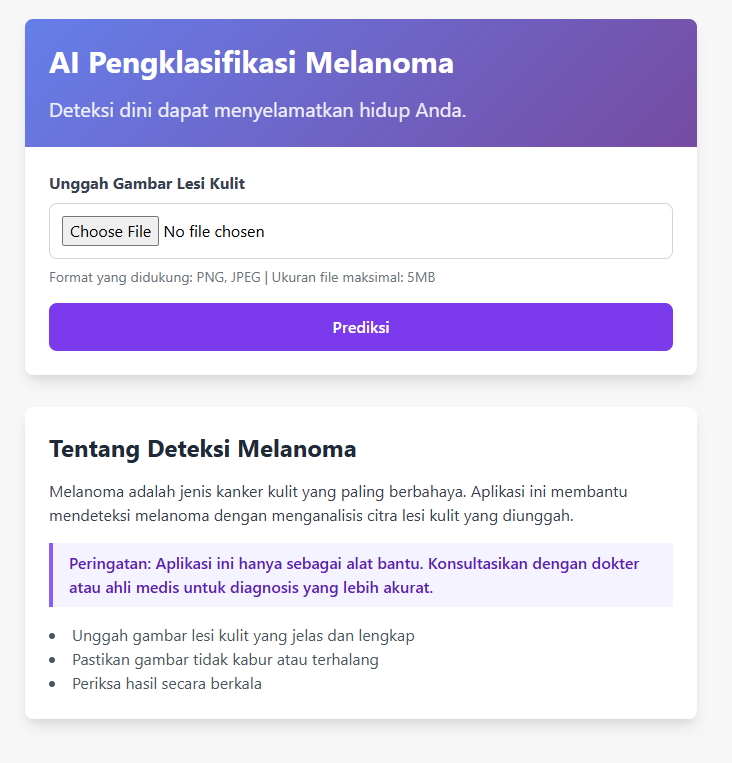 AI Pengklasifikasi Melanoma
Deteksi dini dapat menyelamatkan hidup Anda.
Unggah Gambar Lesi Kulit
Choose File No file chosen
Format yang didukung: PNG, JPEG | Ukuran file maksimal: 5MB
Prediksi
Tentang Deteksi Melanoma
Melanoma adalah jenis kanker kulit yang paling berbahaya. Aplikasi ini membantu
mendeteksi melanoma dengan menganalisis citra lesi kulit yang diunggah.
Peringatan: Aplikasi ini hanya sebagai alat bantu. Konsultasikan dengan dokter
atau ahli medis untuk diagnosis yang lebih akurat.
• Unggah gambar lesi kulit yang jelas dan lengkap
• Pastikan gambar tidak kabur atau terhalang
• Periksa hasil secara berkala